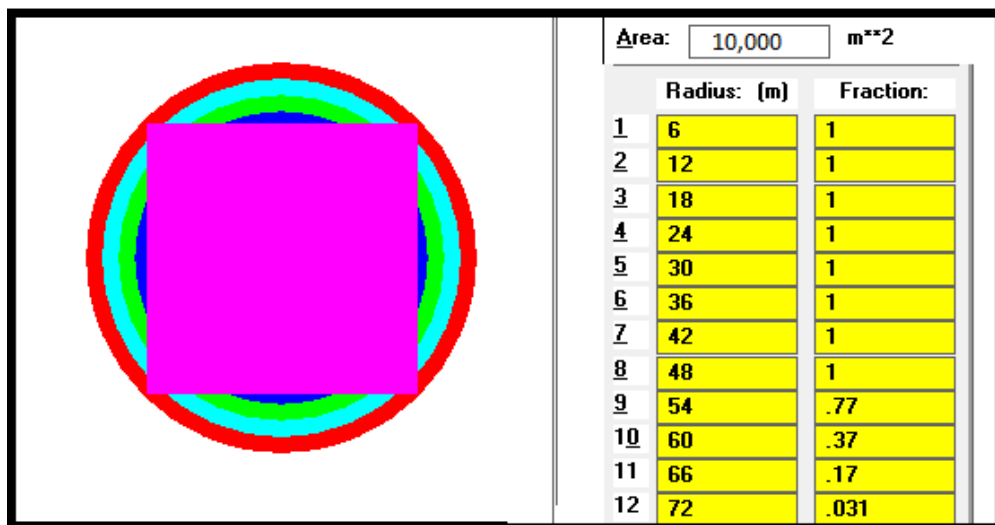 Area: 10,000 m**2
Radius: (m) Fraction:
1 6 1
2 12 1
3 18 1
4 24 1
5 30 1
6 36 1
7 42 1
8 48 1
9 54 .77
10 60 .37
11 66 .17
12 72 .031